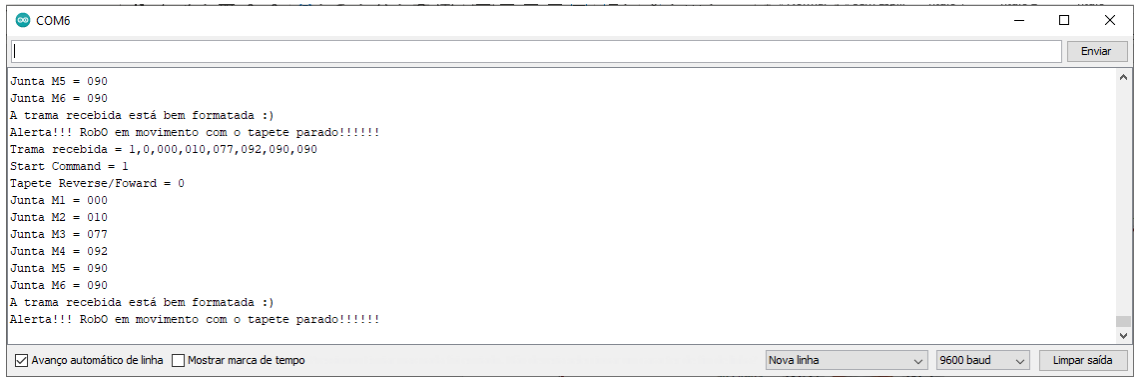 COM6
Enviar
Junta M5 = 090
Junta M6 = 090
A trama recebida está bem formatada :)
Alerta!!! RobO em movimento com o tapete parado!!!!!!
Trama recebida = 1,0,000,010,077,092,090,090
Start Command = 1
Tapete Reverse/Foward = 0
Junta M1 = 000
Junta M2 = 010
Junta M3 = 077
Junta M4 = 092
Junta M5 = 090
Junta M6 = 090
A trama recebida está bem formatada :)
Alerta!!! RobO em movimento com o tapete parado!!!!!!
Avanço automático de linha Mostrar marca de tempo Nova linha 9600 baud Limpar saída